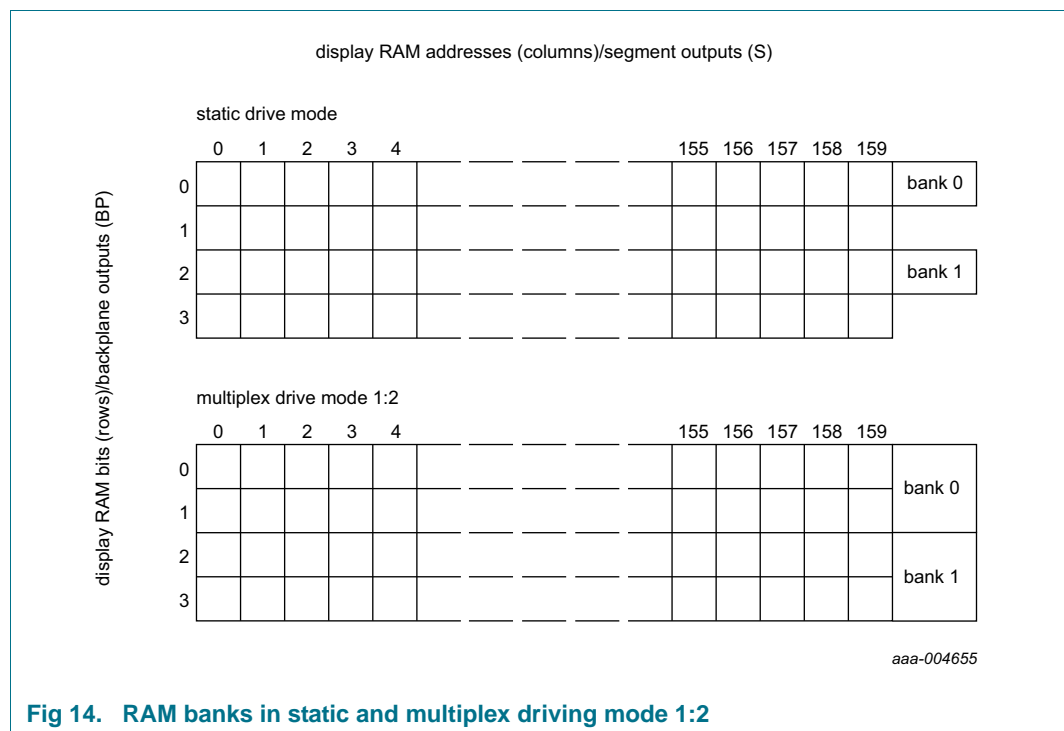 display RAM addresses (columns)/segment outputs (S)
display RAM bits (rows)/backplane outputs (BP)
static drive mode
0 1 2 3 4 155 156 157 158 159
0 bank 0
1
2 bank 1
3
multiplex drive mode 1:2
0 1 2 3 4 155 156 157 158 159
0
bank 0
1
2
bank 1
3
aaa-004655
Fig 14. RAM banks in static and multiplex driving mode 1:2